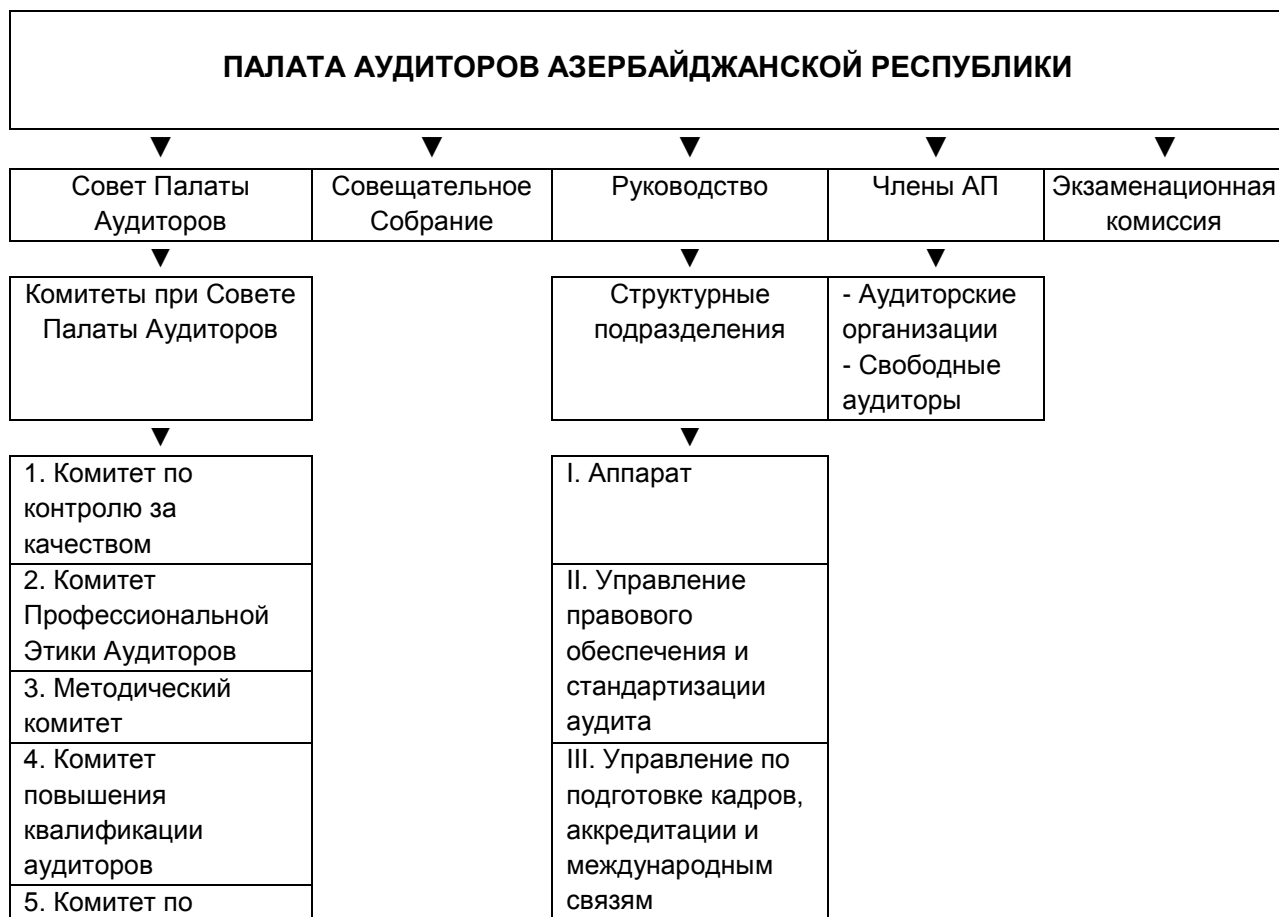 ПАЛАТА АУДИТОРОВ АЗЕРБАЙДЖАНСКОЙ РЕСПУБЛИКИ
▼ ▼ ▼ ▼ ▼
Совет Палаты
Аудиторов
Совещательное
Собрание
Руководство
Члены АП
Экзаменационная
комиссия
▼ ▼ ▼
Комитеты при Совете
Палаты Аудиторов
Структурные
подразделения
- Аудиторские
организации
- Свободные
аудиторы
▼ ▼
1. Комитет по
контролю за
качеством
2. Комитет
Профессиональной
Этики Аудиторов
3. Методический
комитет
4. Комитет
повышения
квалификации
аудиторов
5. Комитет по
I. Аппарат
II. Управление
правового
обеспечения и
стандартизации
аудита
III. Управление по
подготовке кадров,
аккредитации и
международным
связям